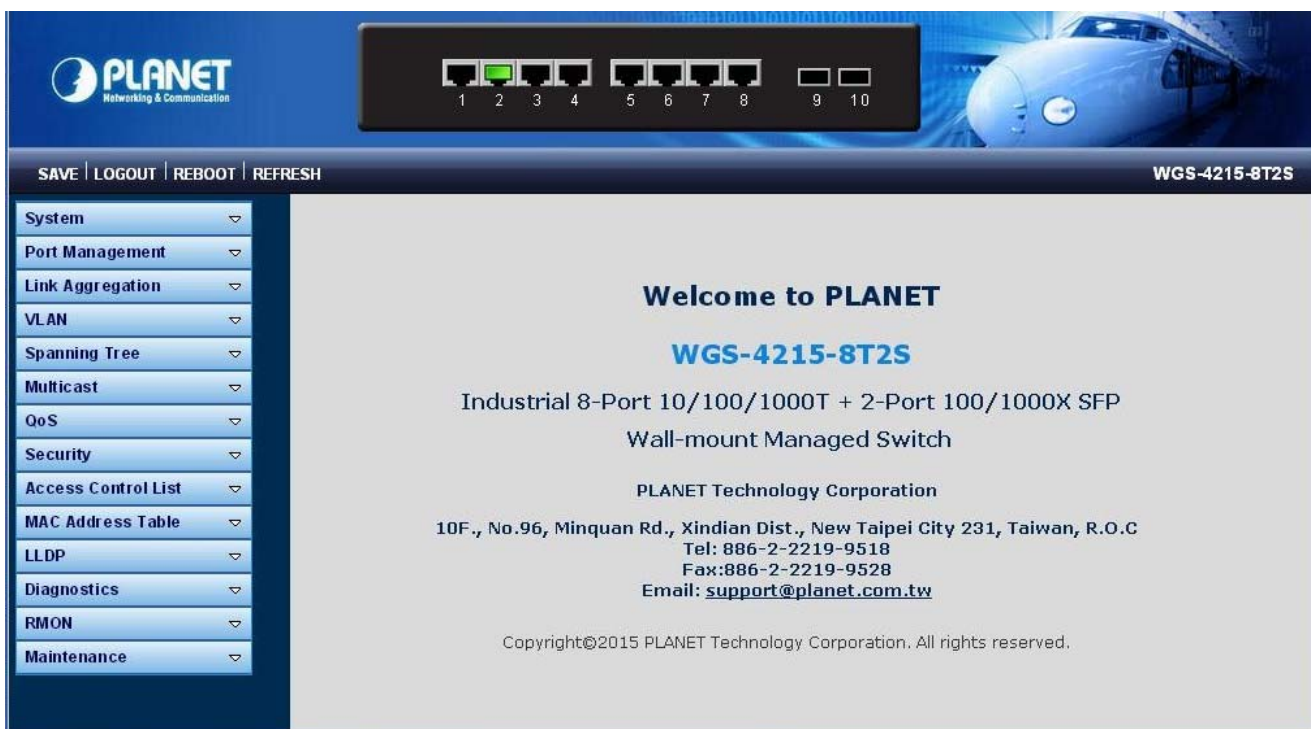 PLANET
Networking & Communication
1 2 3 4 5 6 7 8 9 10
SAVE | LOGOUT | REBOOT | REFRESH
WGS-4215-8T2S
System
Port Management
Link Aggregation
VLAN
Spanning Tree
Multicast
QoS
Security
Access Control List
MAC Address Table
LLDP
Diagnostics
RMON
Maintenance
Welcome to PLANET
WGS-4215-8T2S
Industrial 8-Port 10/100/1000T + 2-Port 100/1000X SFP
Wall-mount Managed Switch
PLANET Technology Corporation
10F., No.96, Minquan Rd., Xindian Dist., New Taipei City 231, Taiwan, R.O.C
Tel: 886-2-2219-9518
Fax:886-2-2219-9528
Email: support@planet.com.tw
Copyright©2015 PLANET Technology Corporation. All rights reserved.